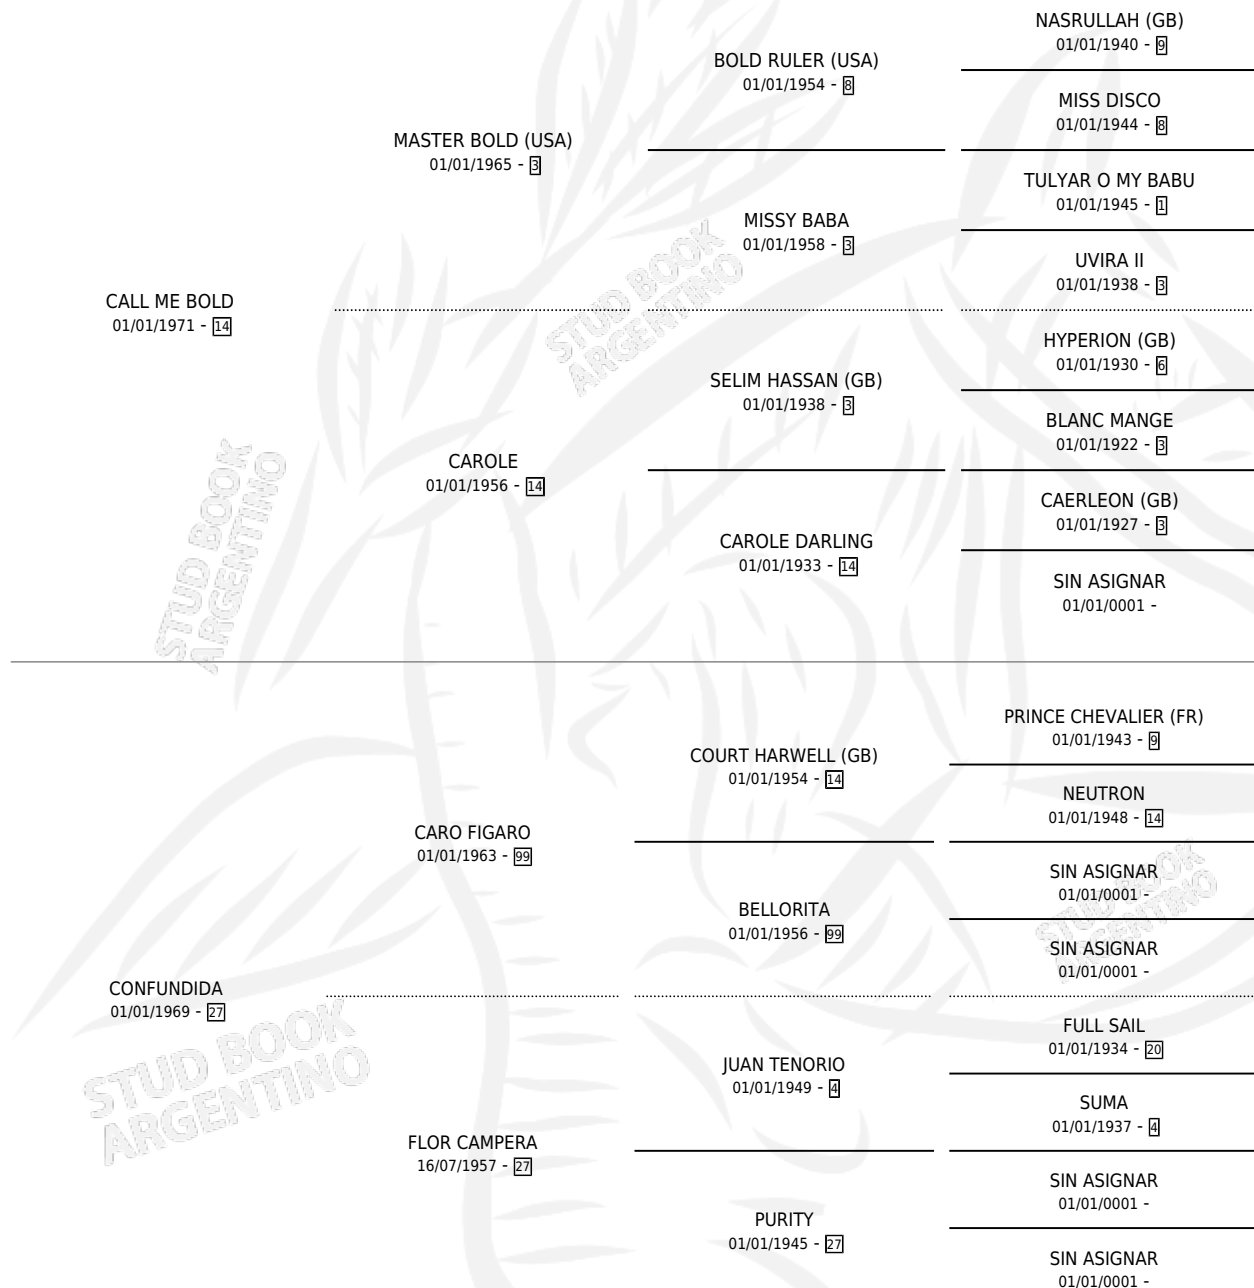 NASRULLAH (GB)
01/01/1940 - 9
BOLD RULER (USA)
01/01/1954 - 8
MISS DISCO
01/01/1944 - 8
MASTER BOLD (USA)
01/01/1965 - 3
TULYAR O MY BABU
01/01/1945 - 1
MISSY BABA
01/01/1958 - 3
UVIRA II
01/01/1938 - 3
CALL ME BOLD
01/01/1971 - 14
HYPERION (GB)
01/01/1930 - 6
SELIM HASSAN (GB)
01/01/1938 - 3
BLANC MANGE
01/01/1922 - 3
CAROLE
01/01/1956 - 14
CAERLEON (GB)
01/01/1927 - 3
CAROLE DARLING
01/01/1933 - 14
SIN ASIGNAR
01/01/0001 -
PRINCE CHEVALIER (FR)
01/01/1943 - 9
COURT HARWELL (GB)
01/01/1954 - 14
NEUTRON
01/01/1948 - 14
CARO FIGARO
01/01/1963 - 99
SIN ASIGNAR
01/01/0001 -
BELLORITA
01/01/1956 - 99
SIN ASIGNAR
01/01/0001 -
CONFUNDIDA
01/01/1969 - 27
FULL SAIL
01/01/1934 - 20
JUAN TENORIO
01/01/1949 - 4
SUMA
01/01/1937 - 4
FLOR CAMPERA
16/07/1957 - 27
SIN ASIGNAR
01/01/0001 -
PURITY
01/01/1945 - 27
SIN ASIGNAR
01/01/0001 -
STUD BOOK
ARGENTINO
STUD BOOK
ARGENTINO
STUD BOOK
ARGENTINO
STUD BOOK
ARGENTINO